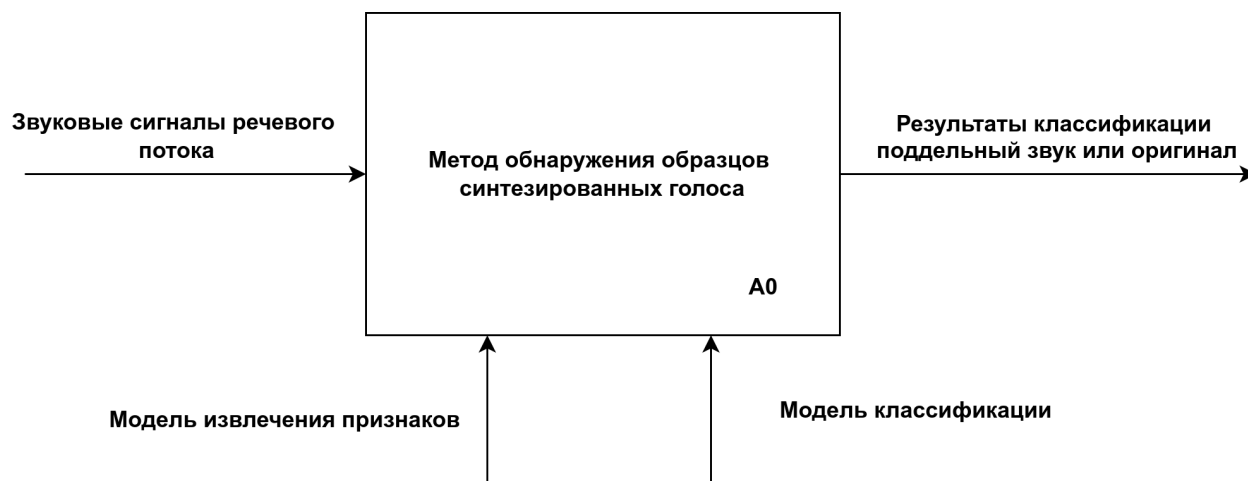 Звуковые сигналы речевого
потока
Метод обнаружения образцов
синтезированных голоса
Результаты классификации
поддельный звук или оригинал
A0
Модель извлечения признаков
Модель классификации